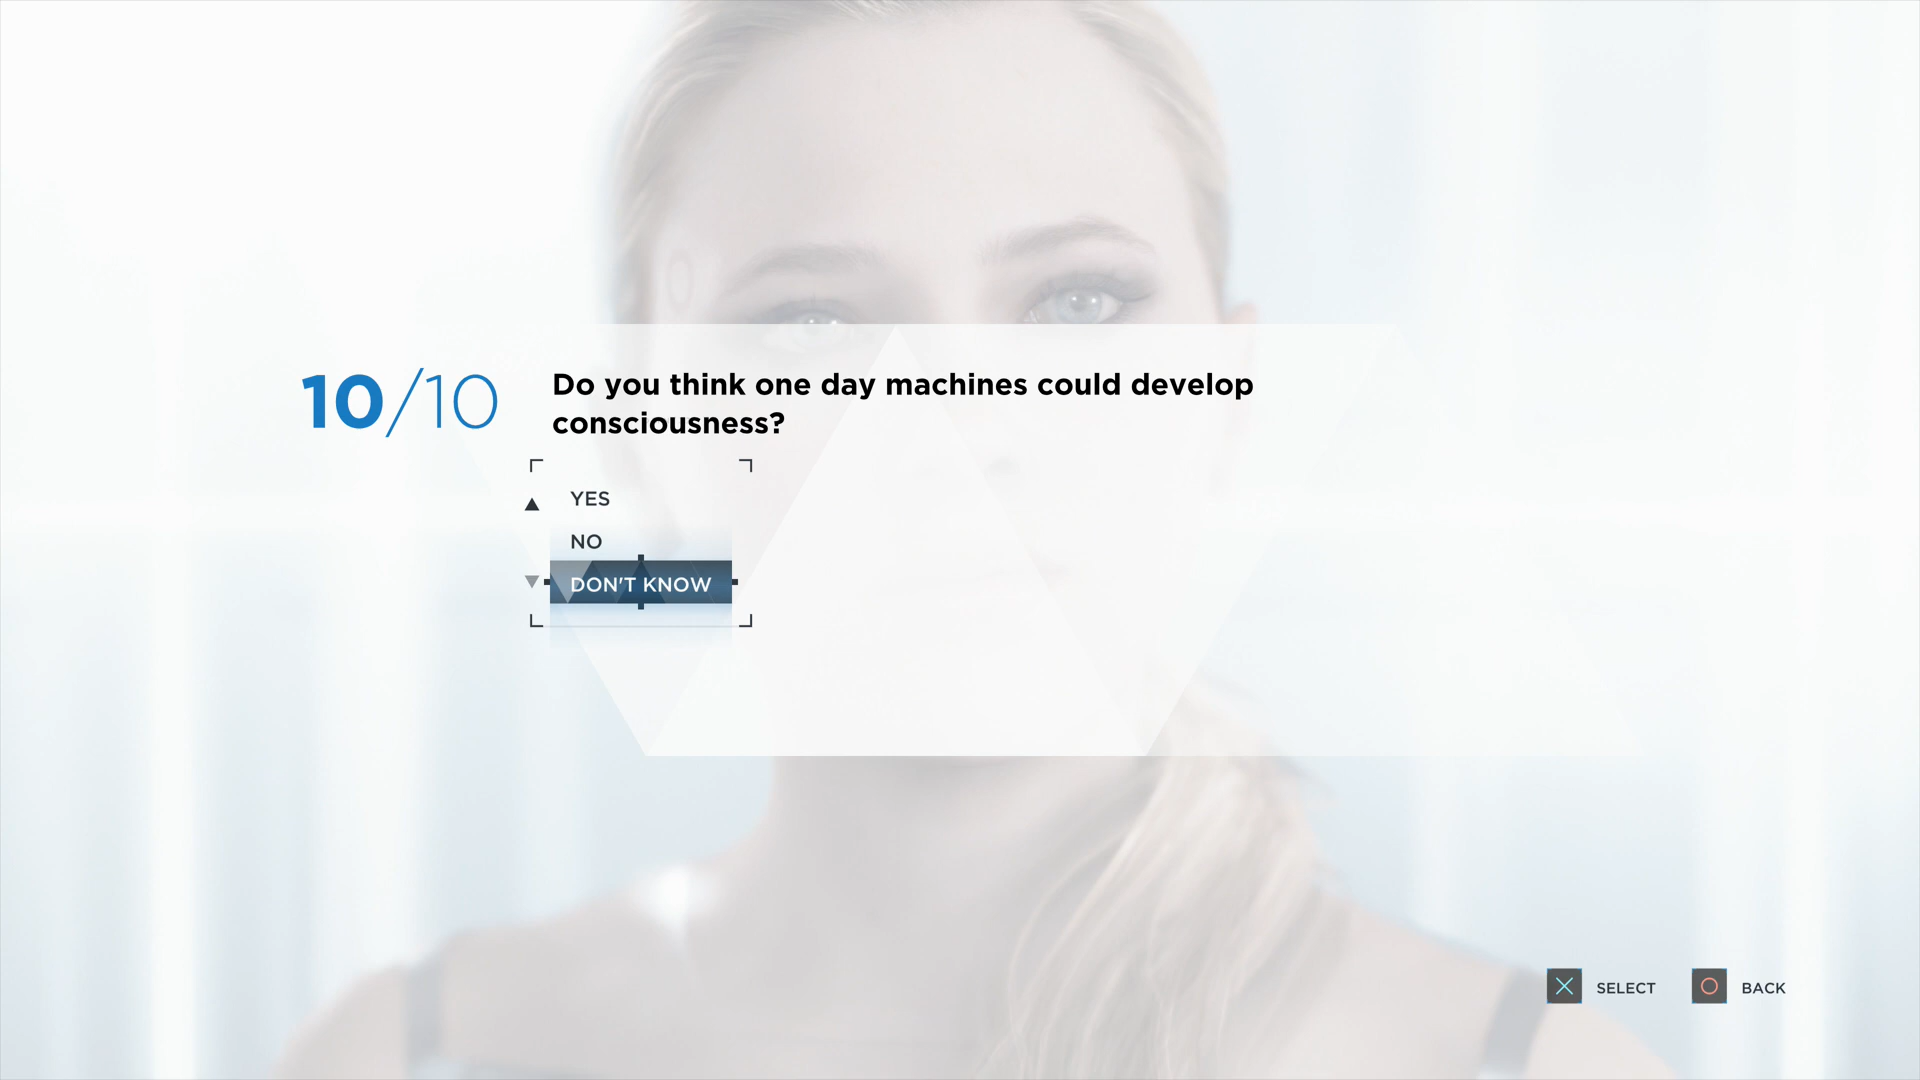 10/10
Do you think one day machines could develop
consciousness?
YES
NO
DON'T KNOW
SELECT
BACK